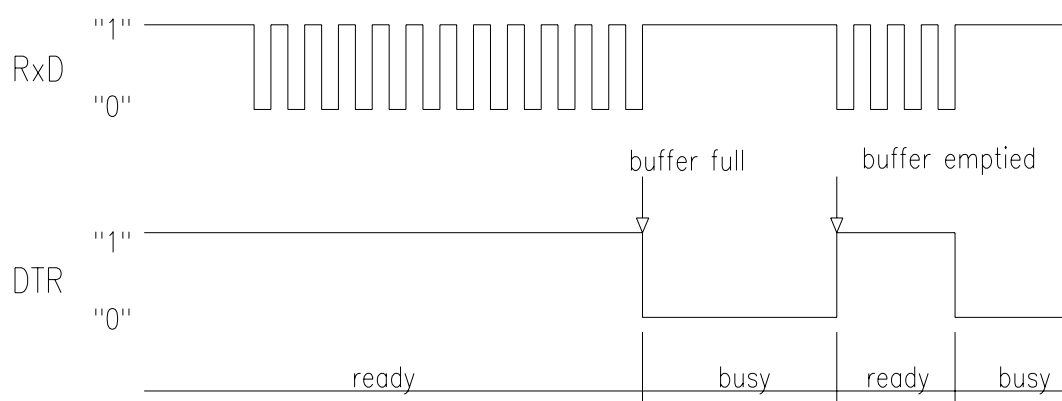 "1"
RxD
"0"
buffer full
buffer emptied
"1"
DTR
"0"
ready
busy
ready
busy